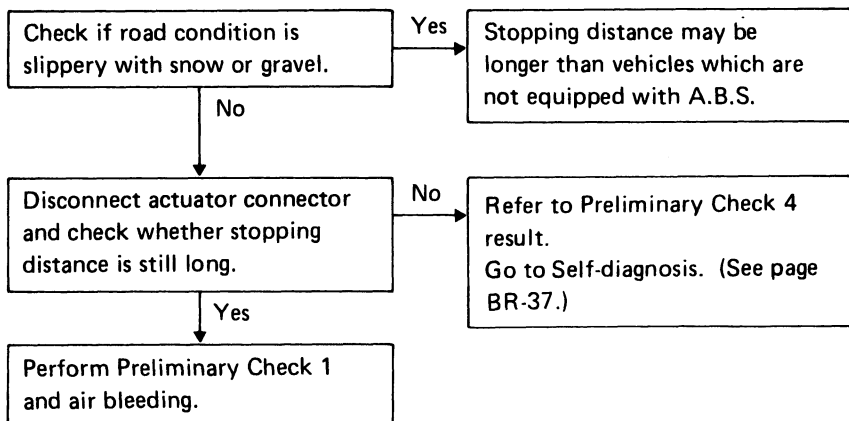 Check if road condition is
slippery with snow or gravel.
Yes
Stopping distance may be
longer than vehicles which are
not equipped with A.B.S.
No
Disconnect actuator connector
and check whether stopping
distance is still long.
No
Refer to Preliminary Check 4
result.
Go to Self-diagnosis. (See page
BR-37.)
Yes
Perform Preliminary Check 1
and air bleeding.